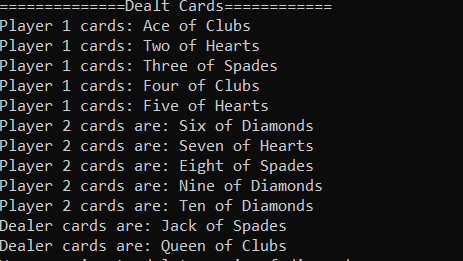 ==============Dealt Cards============
Player 1 cards: Ace of Clubs
Player 1 cards: Two of Hearts
Player 1 cards: Three of Spades
Player 1 cards: Four of Clubs
Player 1 cards: Five of Hearts
Player 2 cards are: Six of Diamonds
Player 2 cards are: Seven of Hearts
Player 2 cards are: Eight of Spades
Player 2 cards are: Nine of Diamonds
Player 2 cards are: Ten of Diamonds
Dealer cards are: Jack of Spades
Dealer cards are: Queen of Clubs